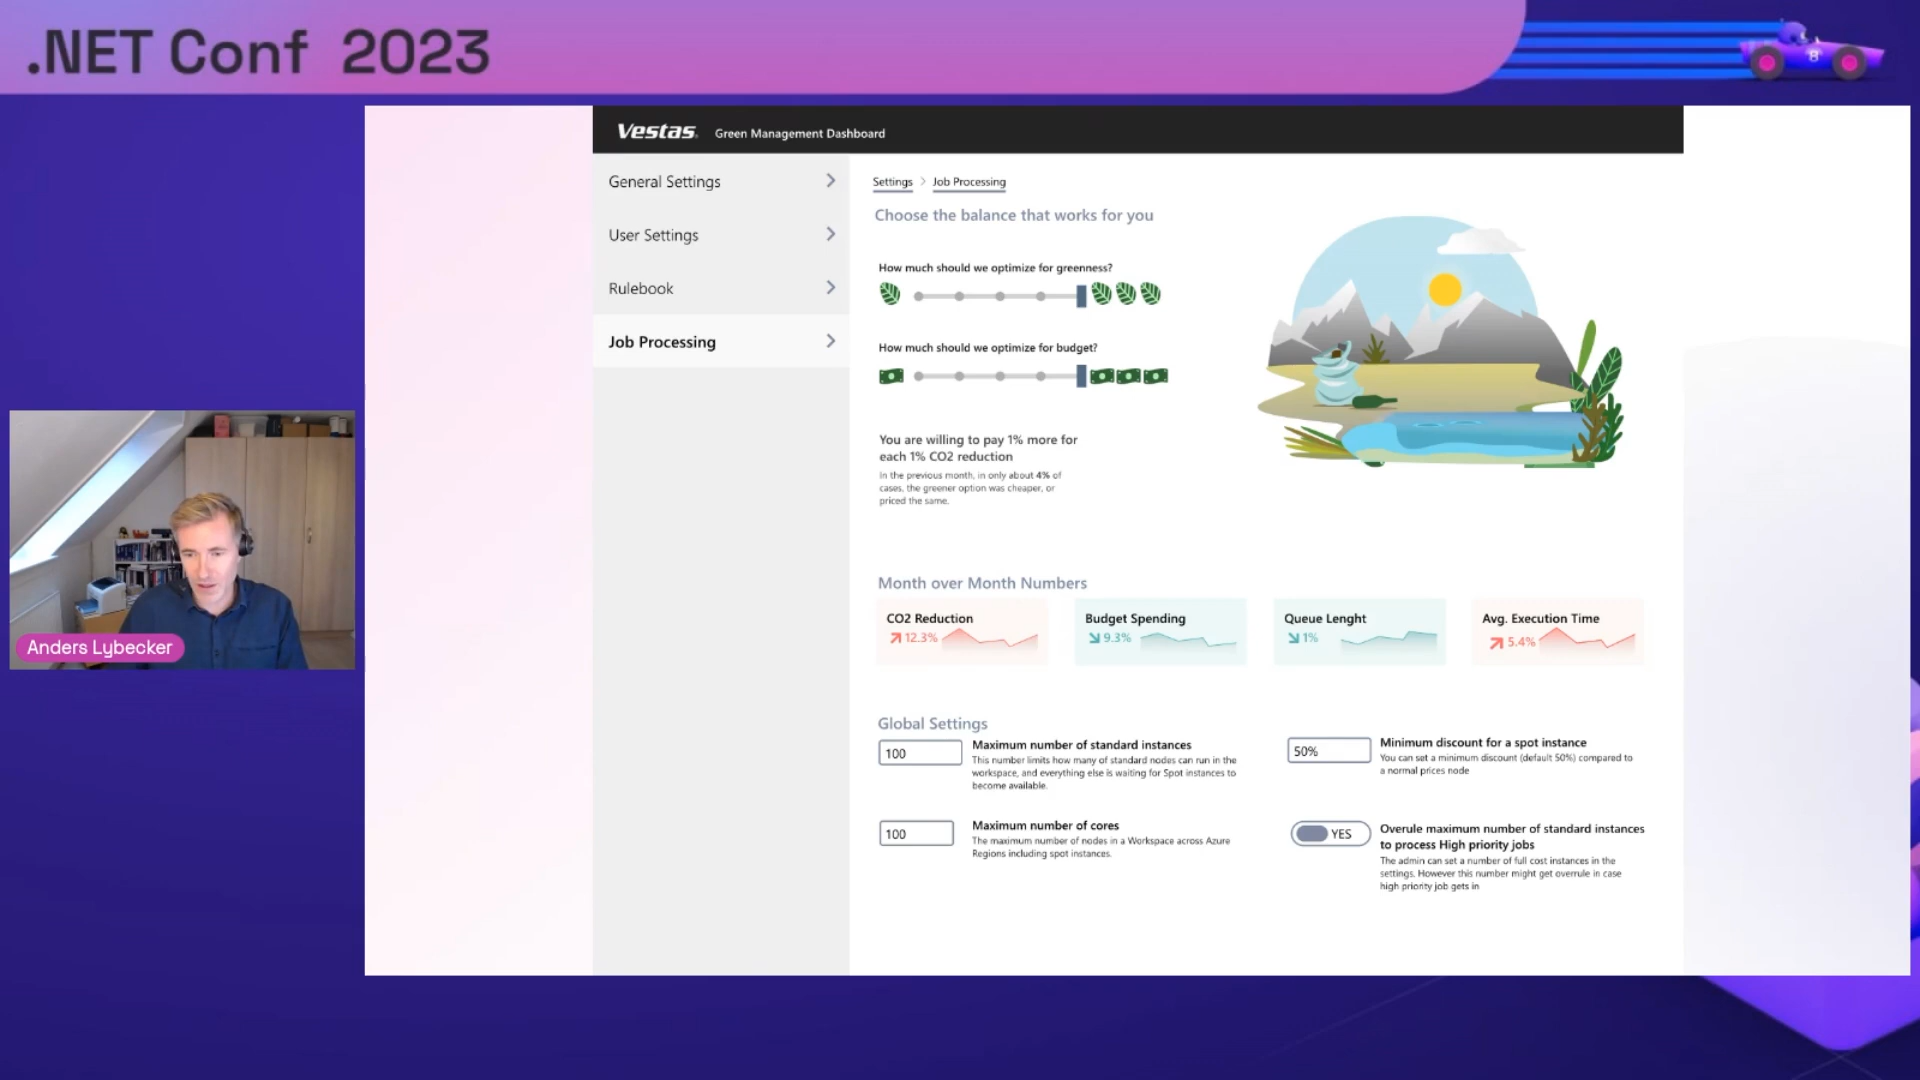 .NET Conf 2023
8
Vestas
Green Management Dashboard
General Settings
User Settings
Rulebook
Job Processing
Settings > Job Processing
Choose the balance that works for you
How much should we optimize for greenness?
How much should we optimize for budget?
You are willing to pay 1% more for
each 1% CO2 reduction
In the previous month, in only about 4% of
cases, the greener option was cheaper, or
priced the same.
Month over Month Numbers
CO2 Reduction
12.3%
Budget Spending
9.3%
Queue Lenght
1%
Avg. Execution Time
5.4%
Global Settings
100
Maximum number of standard instances
This number limits how many of standard nodes can run in the
workspace, and everything else is waiting for Spot instances to
become available.
50%
Minimum discount for a spot instance
You can set a minimum discount (default 50%) compared to
a normal prices node
100
Maximum number of cores
The maximum number of nodes in a Workspace across Azure
Regions including spot instances.
YES
Overule maximum number of standard instances
to process High priority jobs
The admin can set a number of full cost instances in the
settings. However this number might get overrule in case
high priority job gets in
Anders Lybecker